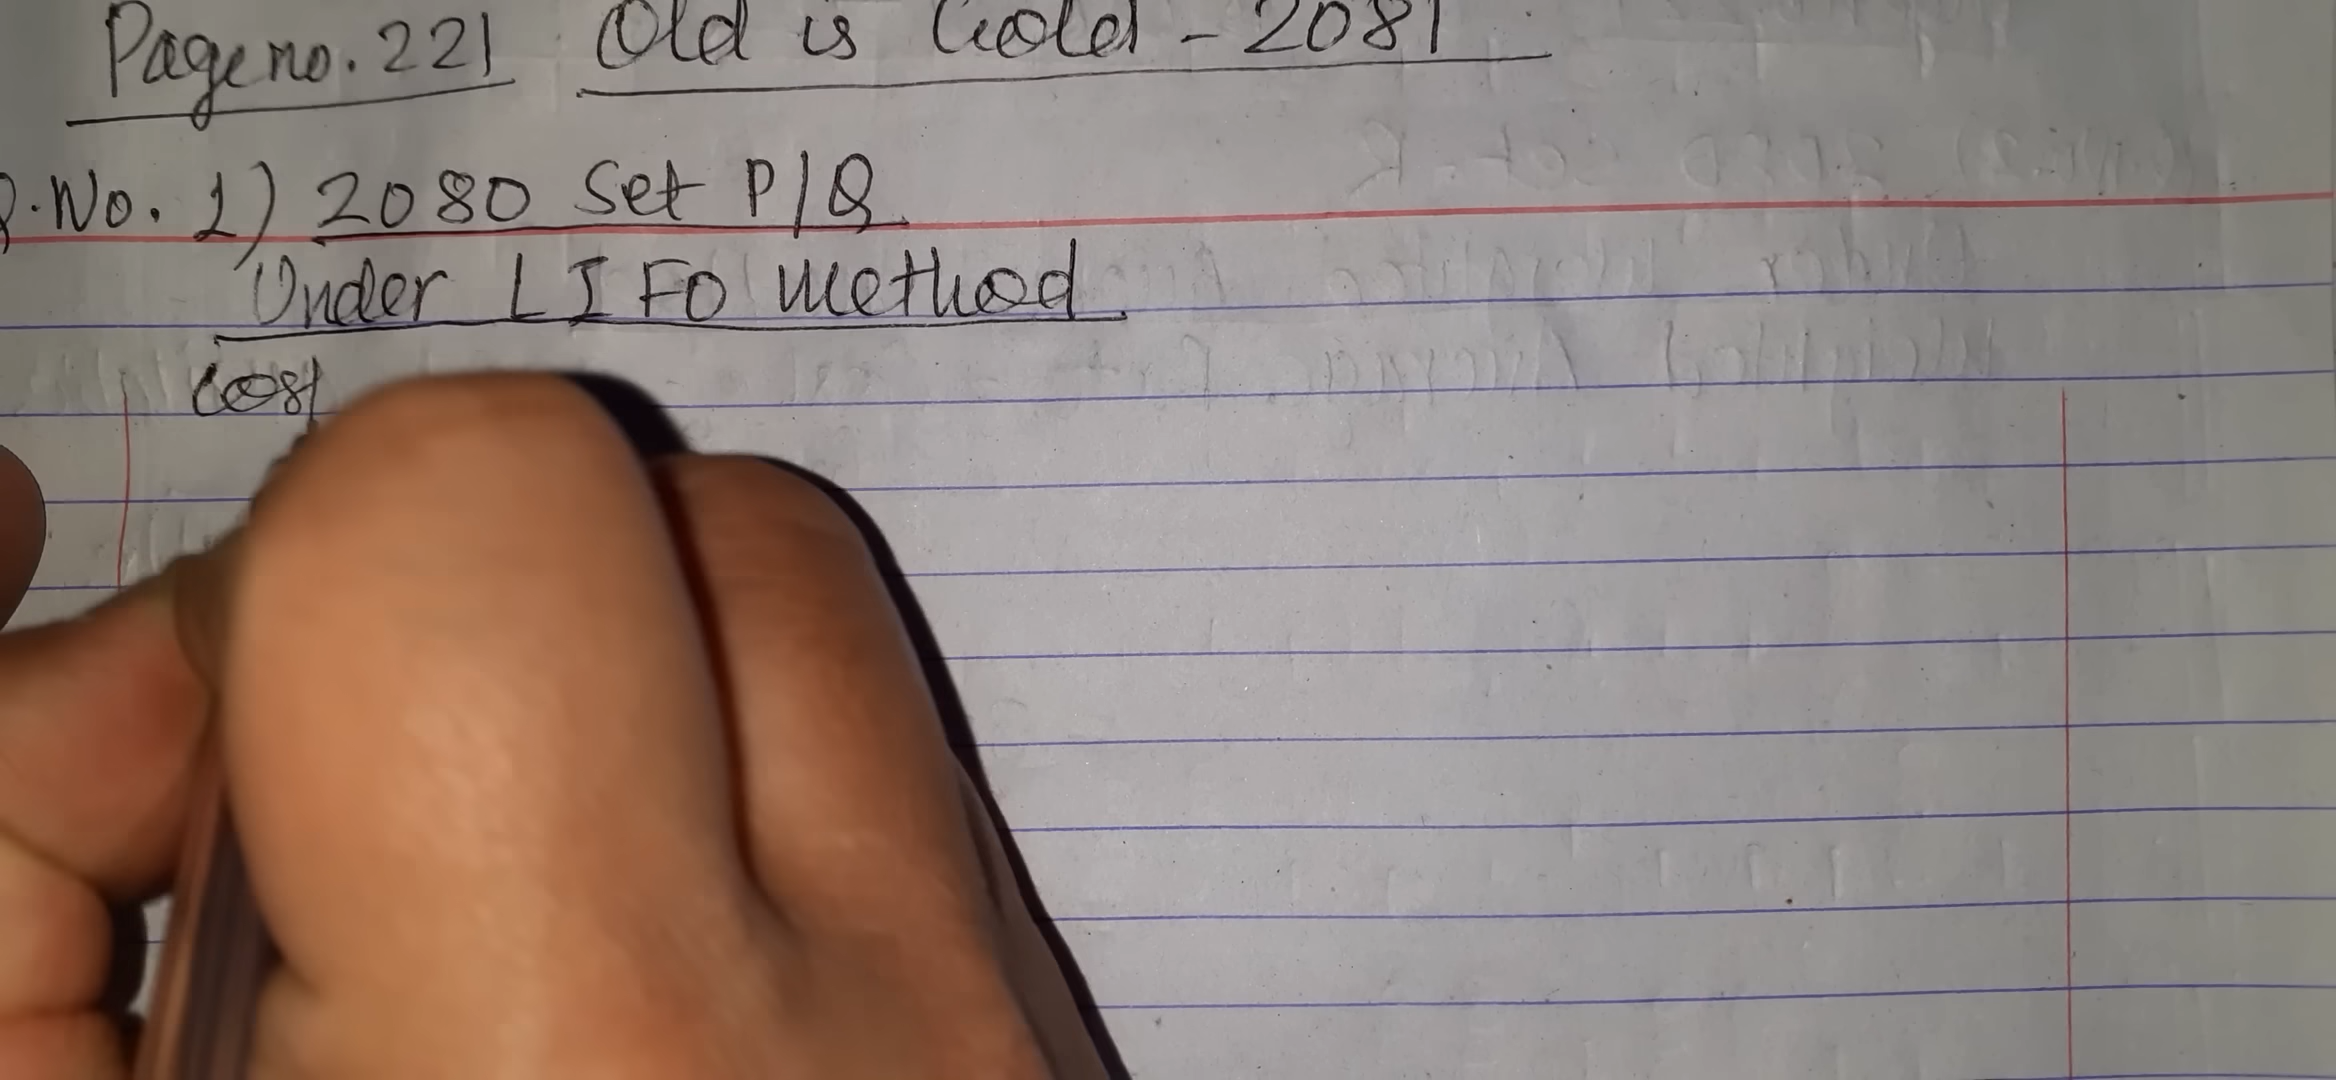 Page no. 221 Old is Gold - 2081
Q. No. 1) 2080 Set P/Q
Under LIFO method
Cost